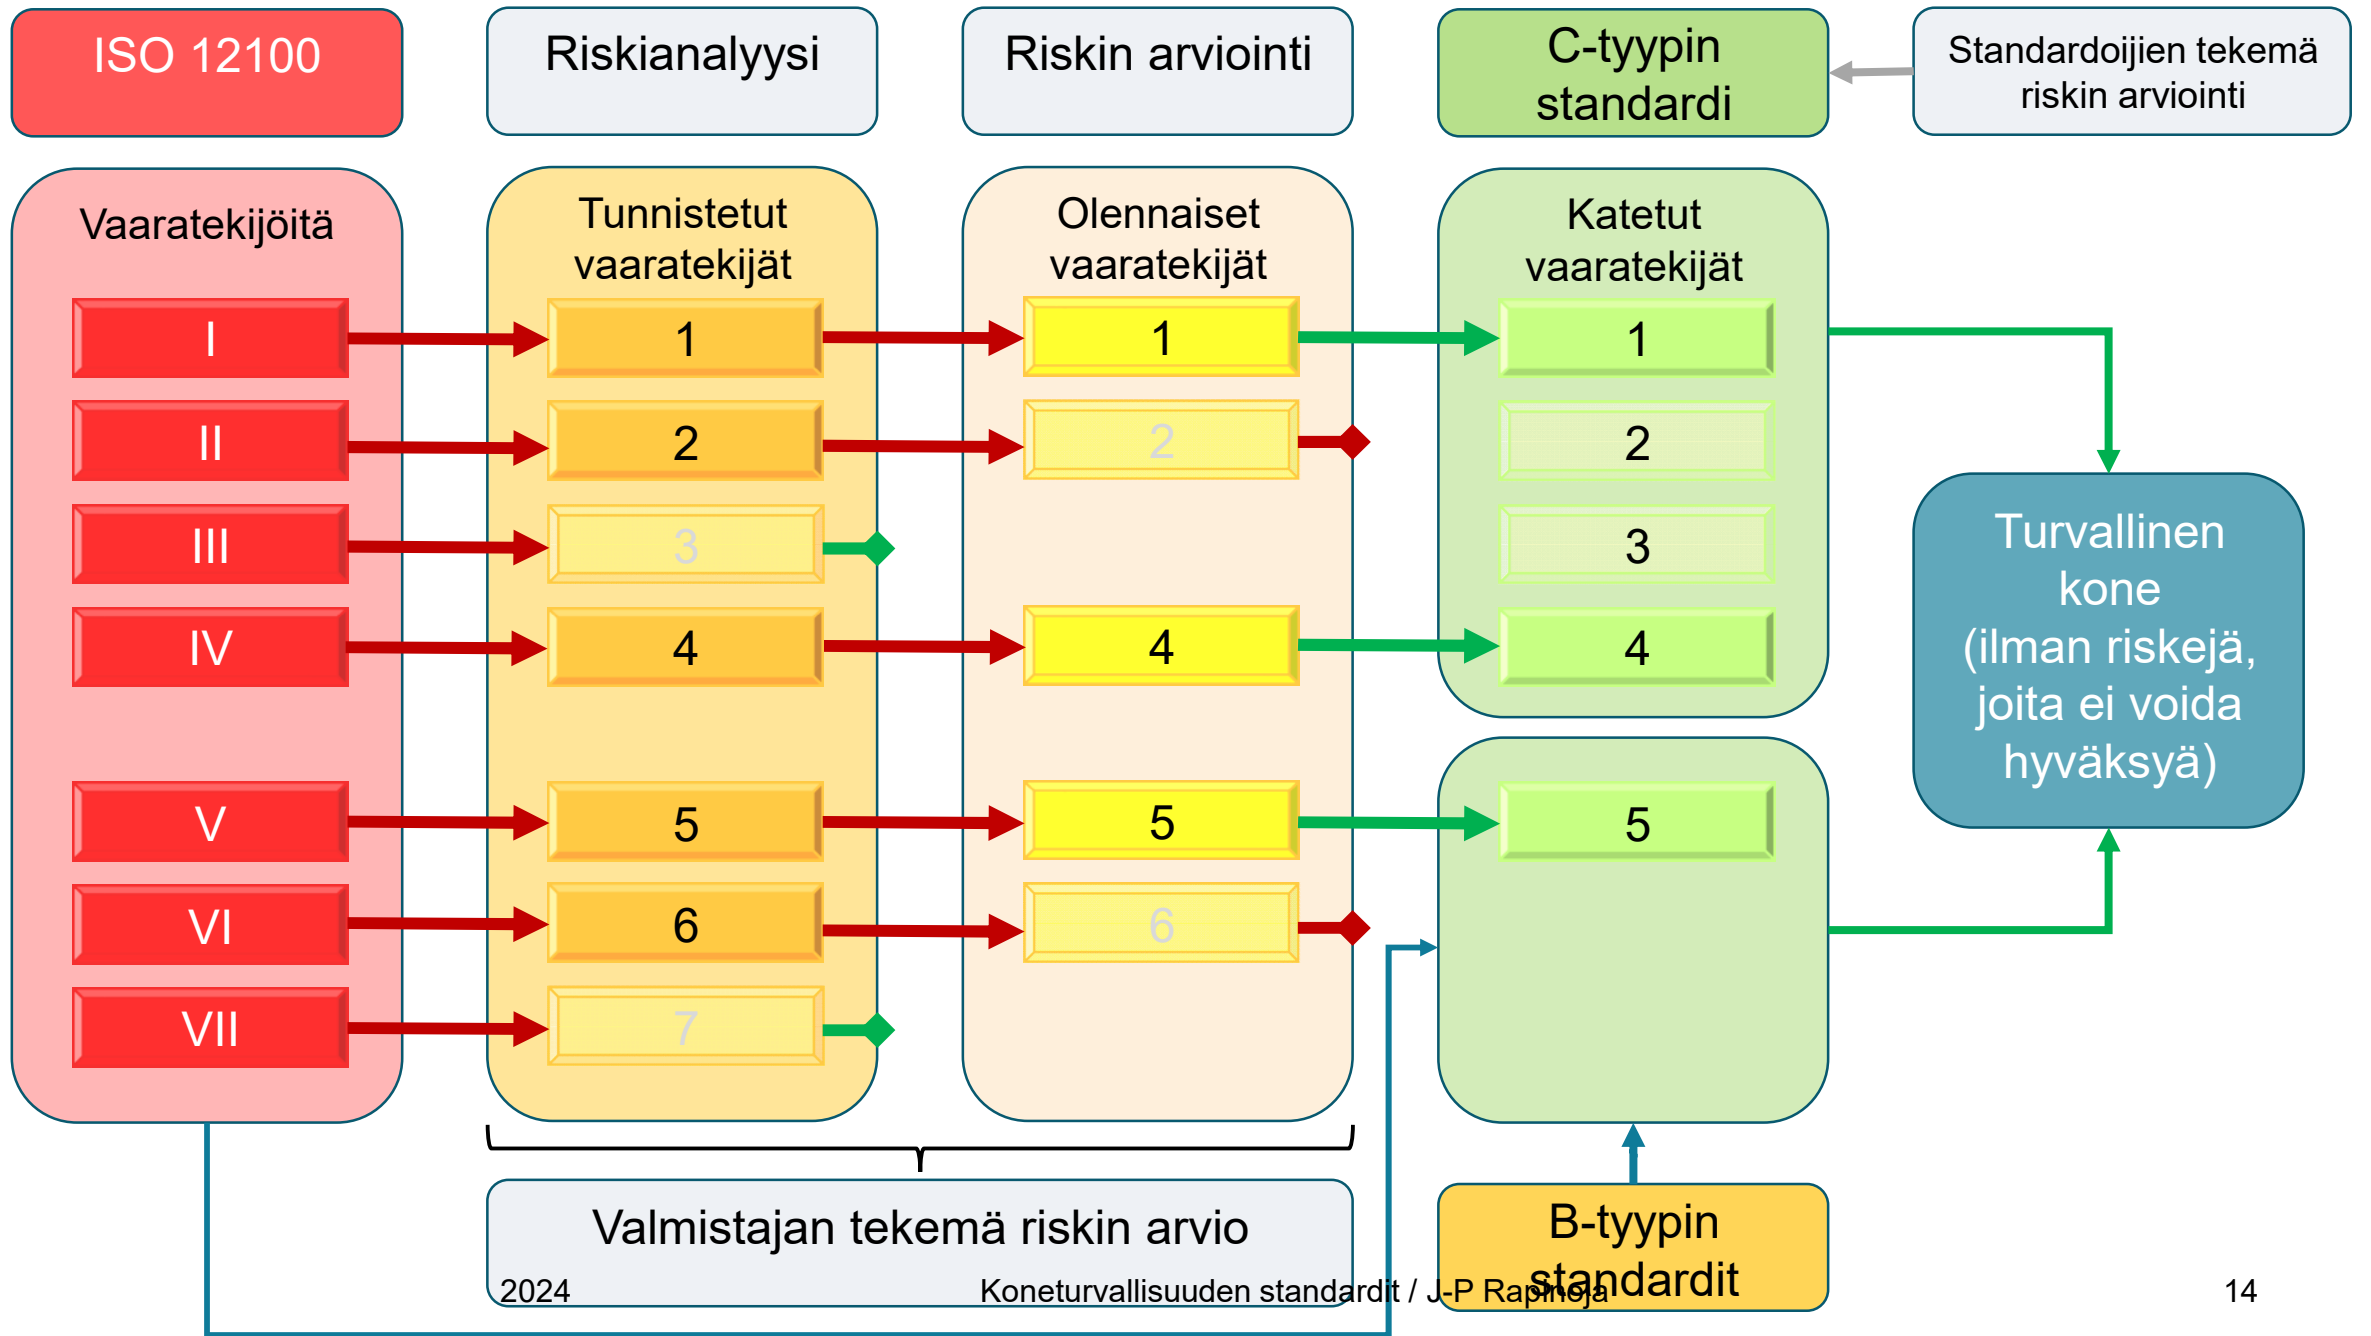 ISO 12100
Riskianalyysi
Riskin arviointi
C-tyypin
standardi
Standardoijien tekemä
riskin arviointi
Vaaratekijöitä
I
II
III
IV
V
VI
VII
Tunnistetut
vaaratekijät
1
2
3
4
5
6
7
Olennaiset
vaaratekijät
1
2
4
5
6
Katetut
vaaratekijät
1
2
3
4
5
Turvallinen
kone
(ilman riskejä,
joita ei voida
hyväksyä)
Valmistajan tekemä riskin arvio
B-tyypin
standardit
2024
Koneturvallisuuden standardit / J-P Rapinoja
14